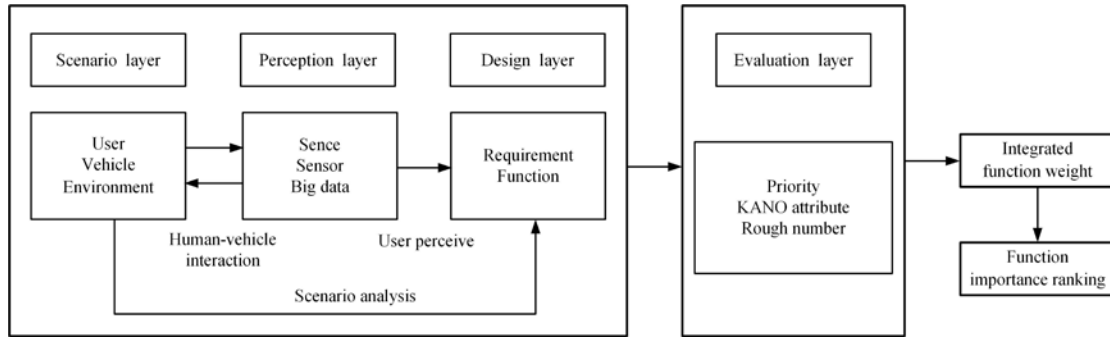 Scenario layer
Perception layer
Design layer
Evaluation layer
User
Vehicle
Environment
Sence
Sensor
Big data
Requirement
Function
Priority
KANO attribute
Rough number
Integrated
function weight
Human-vehicle
interaction
User perceive
Scenario analysis
Function
importance ranking